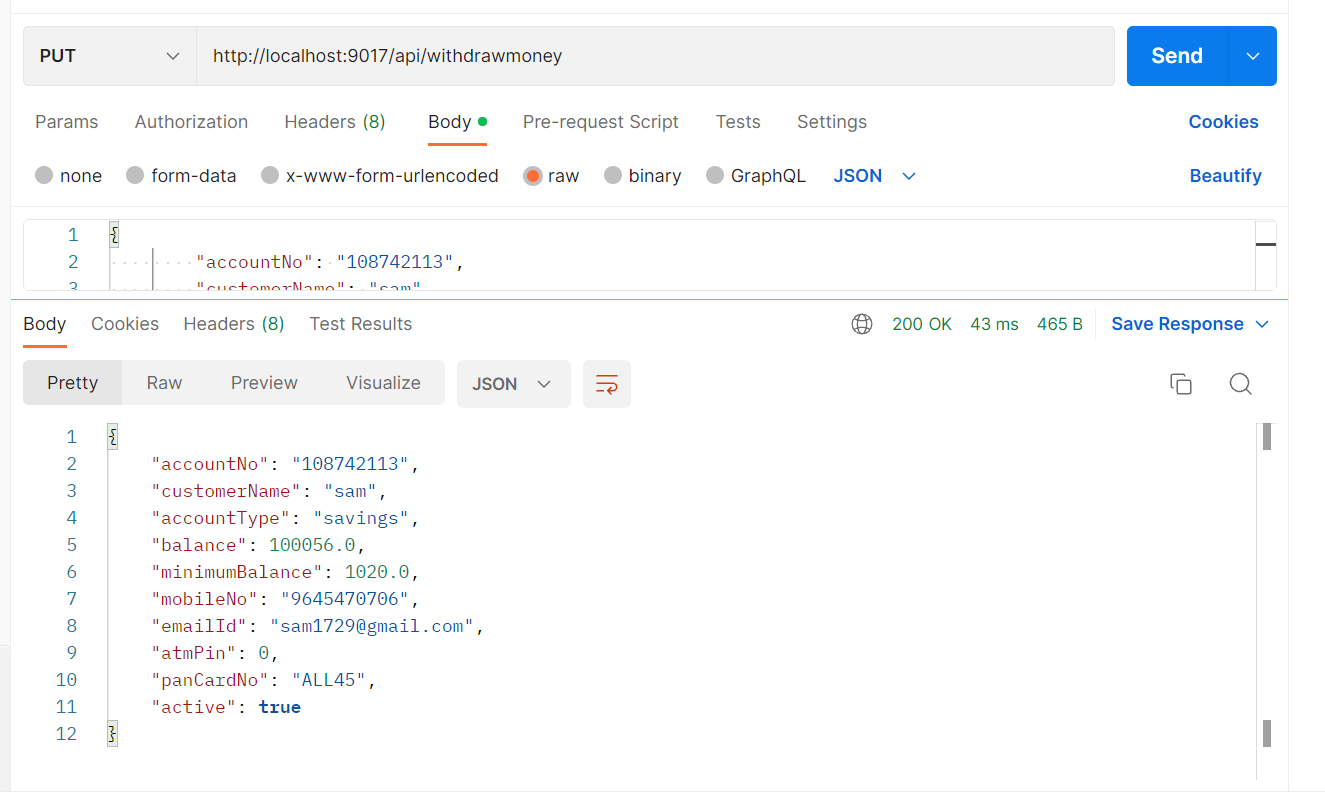 PUT http://localhost:9017/api/withdrawmoney Send
Params Authorization Headers (8) Body Pre-request Script Tests Settings Cookies
none form-data x-www-form-urlencoded raw binary GraphQL JSON Beautify
1 {
2 "accountNo": "108742113",
3 "customerName": "sam"
Body Cookies Headers (8) Test Results 200 OK 43 ms 465 B Save Response
Pretty Raw Preview Visualize JSON
1 {
2 "accountNo": "108742113",
3 "customerName": "sam",
4 "accountType": "savings",
5 "balance": 100056.0,
6 "minimumBalance": 1020.0,
7 "mobileNo": "9645470706",
8 "emailId": "sam1729@gmail.com",
9 "atmPin": 0,
10 "panCardNo": "ALL45",
11 "active": true
12 }